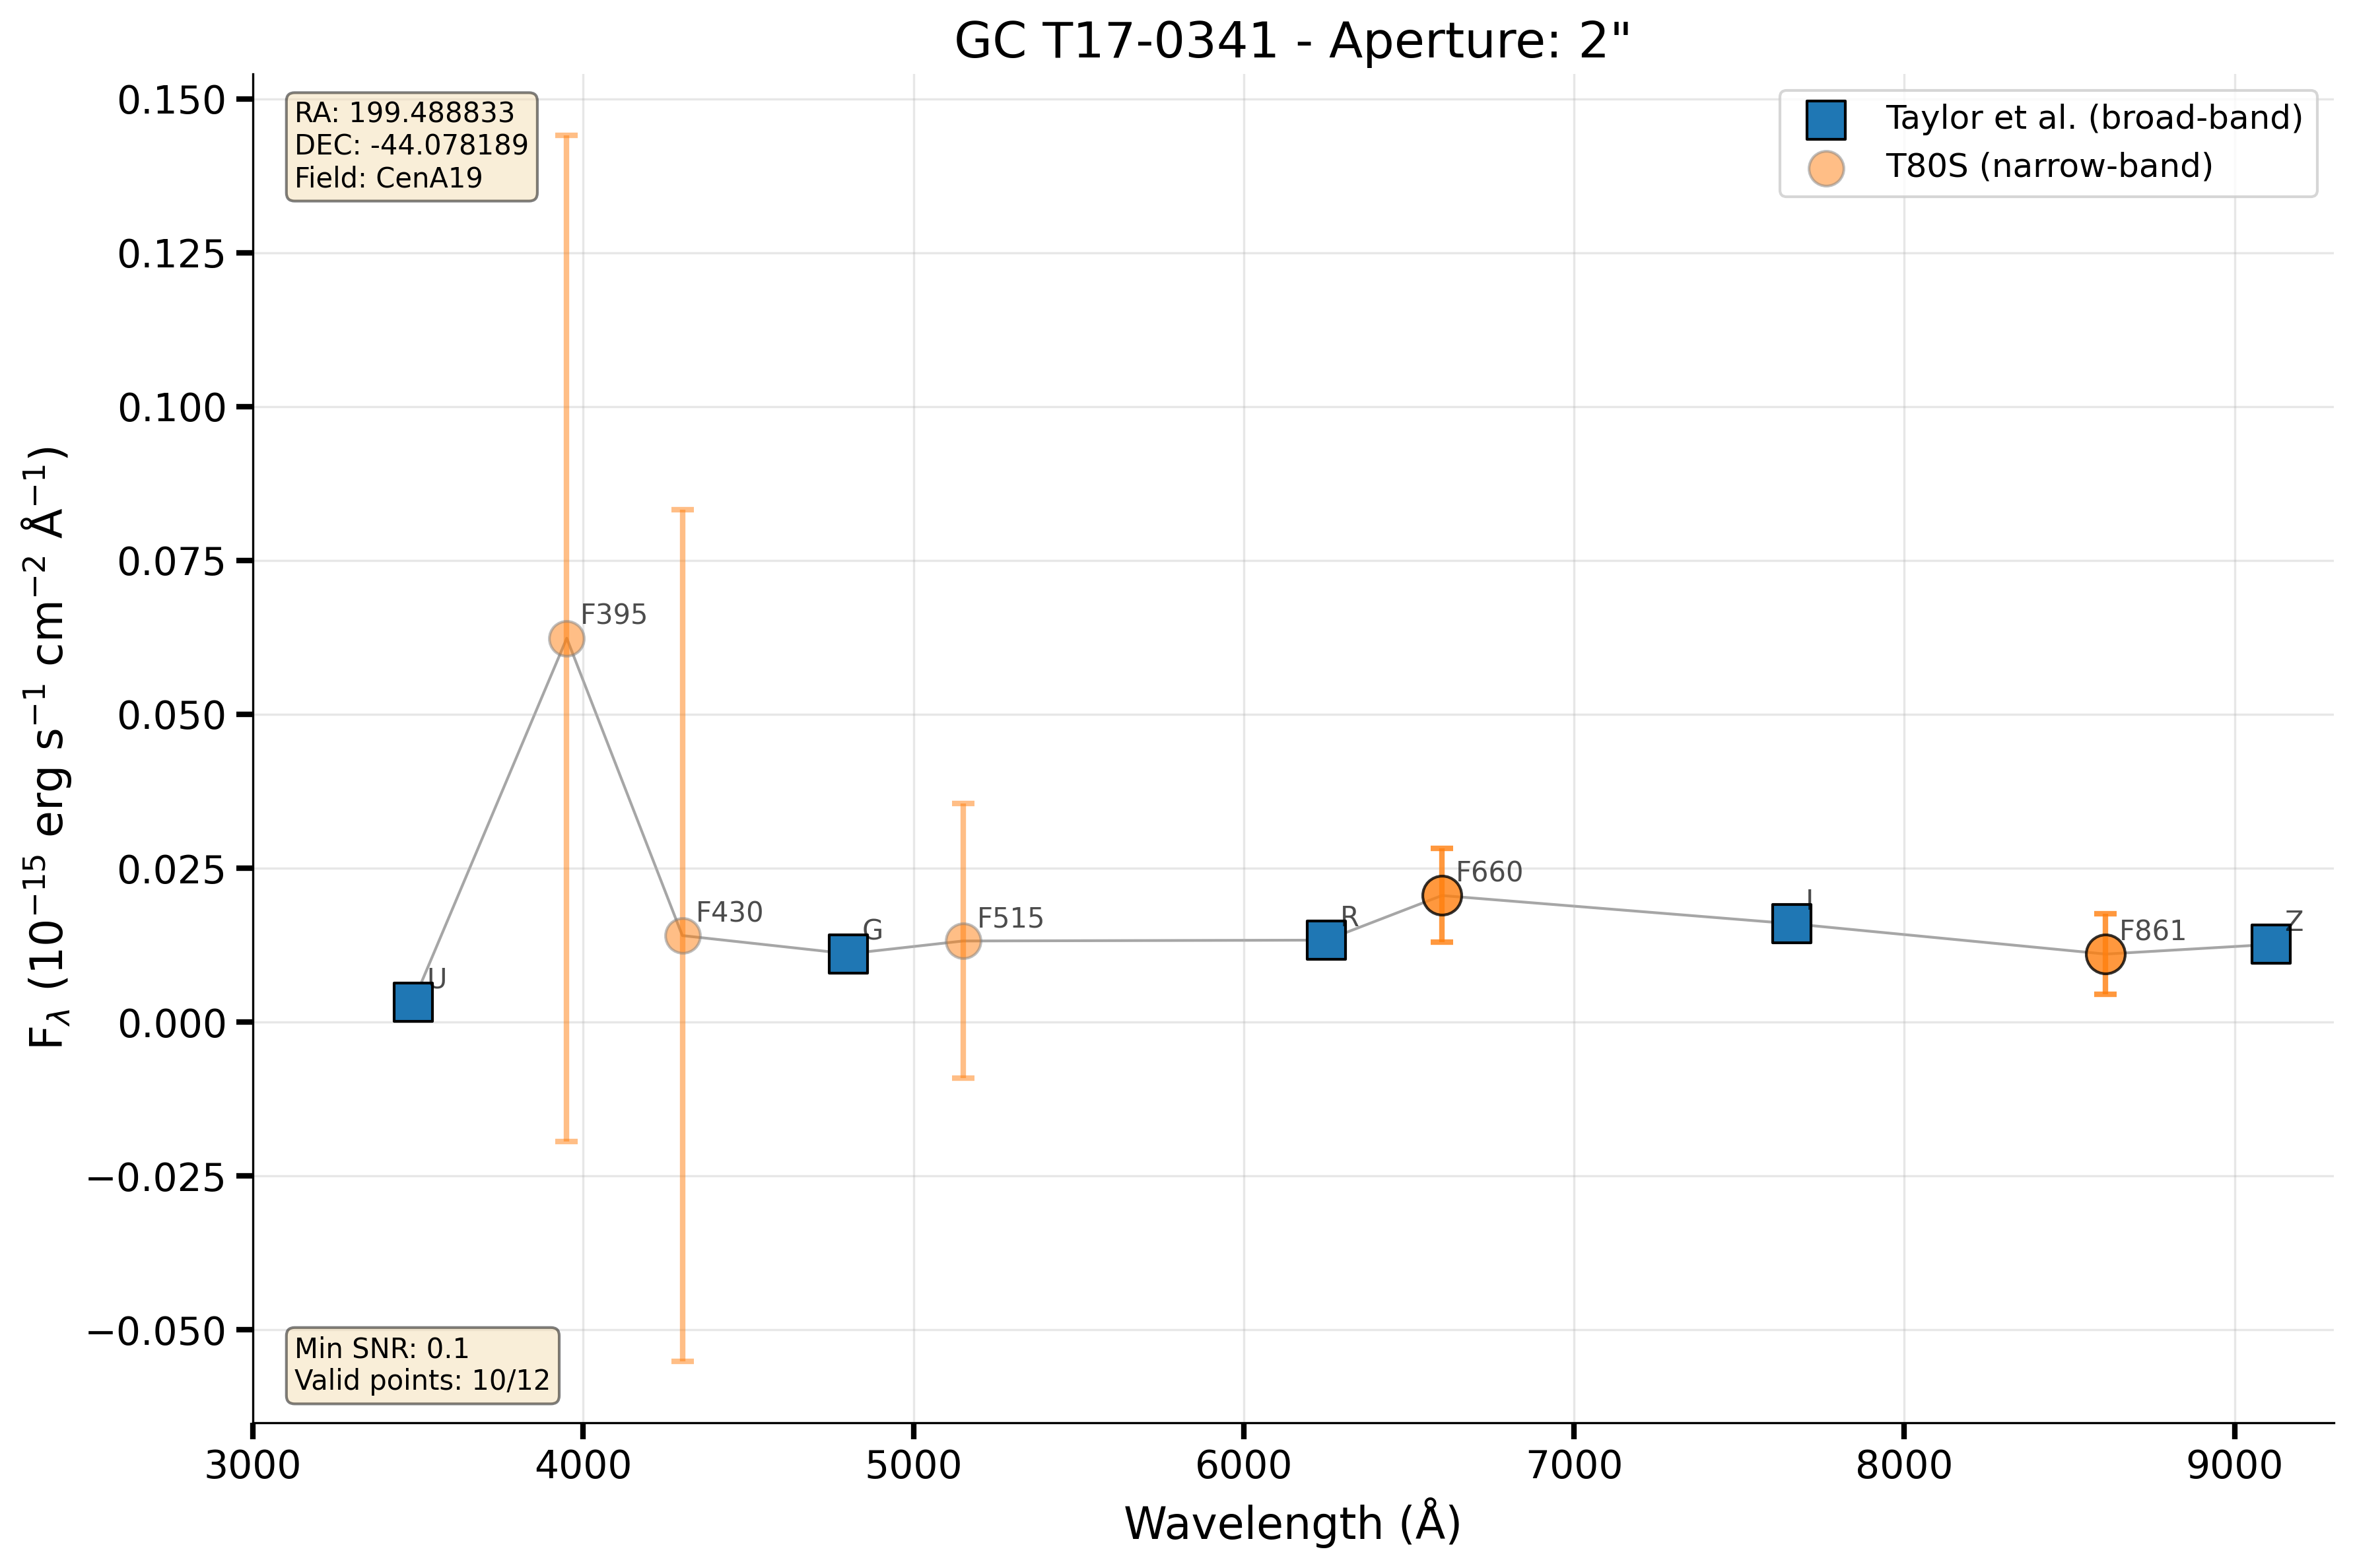 GC T17-0341 - Aperture: 2"
RA: 199.488833
DEC: -44.078189
Field: CenA19
Taylor et al. (broad-band)
T80S (narrow-band)
0.150
0.125
0.100
0.075
0.050
0.025
0.000
−0.025
−0.050
F$_{\lambda}$ (10$^{-15}$ erg s$^{-1}$ cm$^{-2}$ Å$^{-1}$)
U
F395
F430
G
F515
R
F660
I
F861
Z
Min SNR: 0.1
Valid points: 10/12
3000 4000 5000 6000 7000 8000 9000
Wavelength (Å)